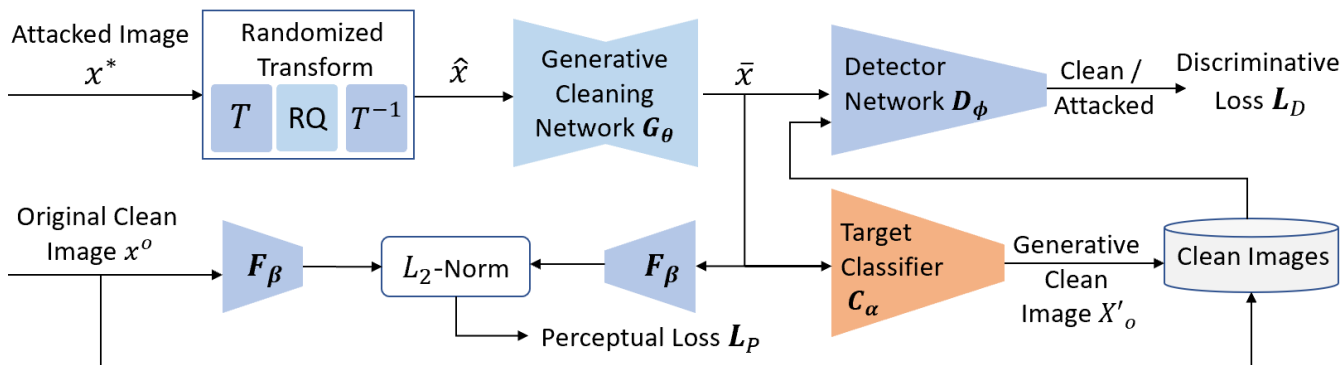 Attacked Image
x*
Randomized
Transform
T
RQ
T⁻¹
x̂
Generative
Cleaning
Network G_θ
x̄
Detector
Network D_ϕ
Clean /
Attacked
Discriminative
Loss L_D
Original Clean
Image x^o
F_β
L₂-Norm
F_β
Perceptual Loss L_P
Target
Classifier
C_α
Generative
Clean
Image X'_o
Clean Images